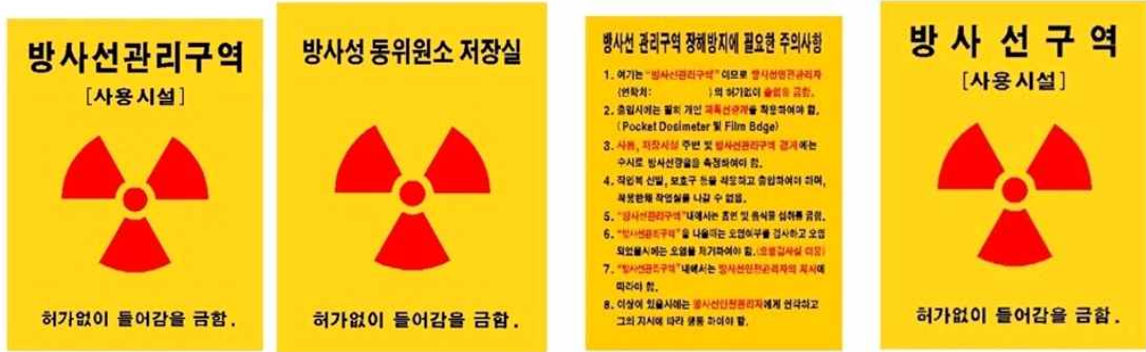 방사선관리구역
[사용시설]
허가없이 들어감을 금함.
방사성 동위원소 저장실
허가없이 들어감을 금함.
방사선 관리구역 장해방지에 필요한 주의사항
1. 여기는 "방사선관리구역" 이므로 방사선안전관리자
(연락처: ) 의 허가없이 출입을 금함.
2. 출입시에는 필히 개인 피폭선량계를 착용하여야 함.
(Pocket Dosimeter 및 Film Bdge)
3. 사용, 저장시설 주변 및 방사선관리구역 경계에는
수시로 방사선량율을 측정하여야 함.
4. 작업복 신발, 보호구 등을 착용하고 출입하여야 하며,
착용한채 작업실를 나갈 수 없음.
5. "방사선관리구역"내에서는 흡연 및 음식물 섭취를 금함.
6. "방사선관리구역"을 나올때는 오염여부를 검사하고 오염
되었을시에는 오염을 제거하여야 함.(오염검사실 이용)
7. "방사선관리구역"내에서는 방사선안전관리자의 지시에
따라야 함.
8. 이상이 있을시에는 방사선안전관리자에게 연락하고
그의 지시에 따라 행동 하여야 함.
방사선구역
[사용시설]
허가없이 들어감을 금함.